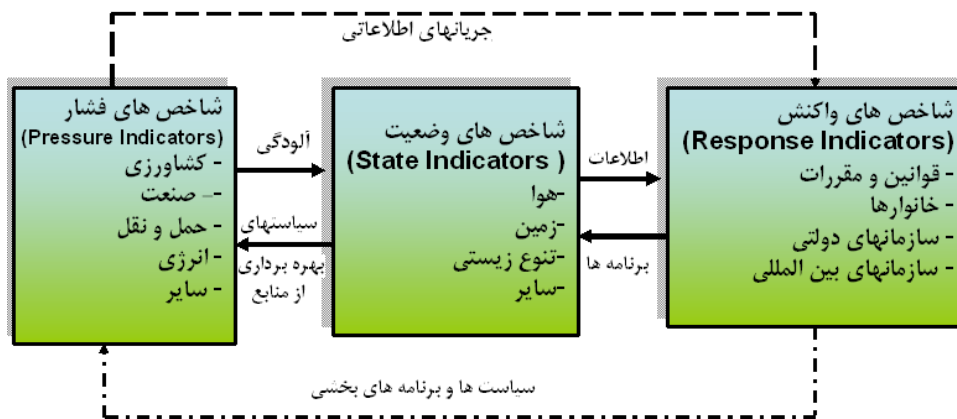 جریانهای اطلاعاتی
شاخص های فشار
(Pressure Indicators)
- کشاورزی
- صنعت
- حمل و نقل
- انرژی
- سایر
آلودگی
سیاستهای
بهره برداری
از منابع
شاخص های وضعیت
(State Indicators )
-هوا
-زمین
-تنوع زیستی
-سایر
اطلاعات
برنامه ها
شاخص های واکنش
(Response Indicators)
- قوانین و مقررات
- خانوارها
- سازمانهای دولتی
- سازمانهای بین المللی
سیاست ها و برنامه های بخشی